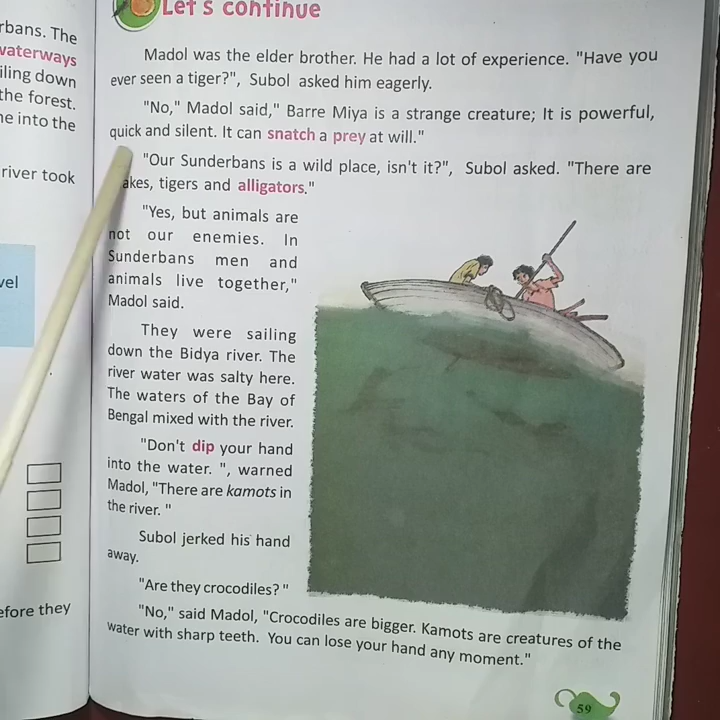 rbans. The
waterways
iling down
the forest.
ne into the
river took
vel
efore they
Let's continue
Madol was the elder brother. He had a lot of experience. "Have you
ever seen a tiger?", Subol asked him eagerly.
"No," Madol said," Barre Miya is a strange creature; It is powerful,
quick and silent. It can snatch a prey at will."
"Our Sunderbans is a wild place, isn't it?", Subol asked. "There are
akes, tigers and alligators."
"Yes, but animals are
not our enemies. In
Sunderbans men and
animals live together,"
Madol said.
They were sailing
down the Bidya river. The
river water was salty here.
The waters of the Bay of
Bengal mixed with the river.
"Don't dip your hand
into the water. ", warned
Madol, "There are kamots in
the river. "
Subol jerked his hand
away.
"Are they crocodiles? "
"No," said Madol, "Crocodiles are bigger. Kamots are creatures of the
water with sharp teeth. You can lose your hand any moment."
59